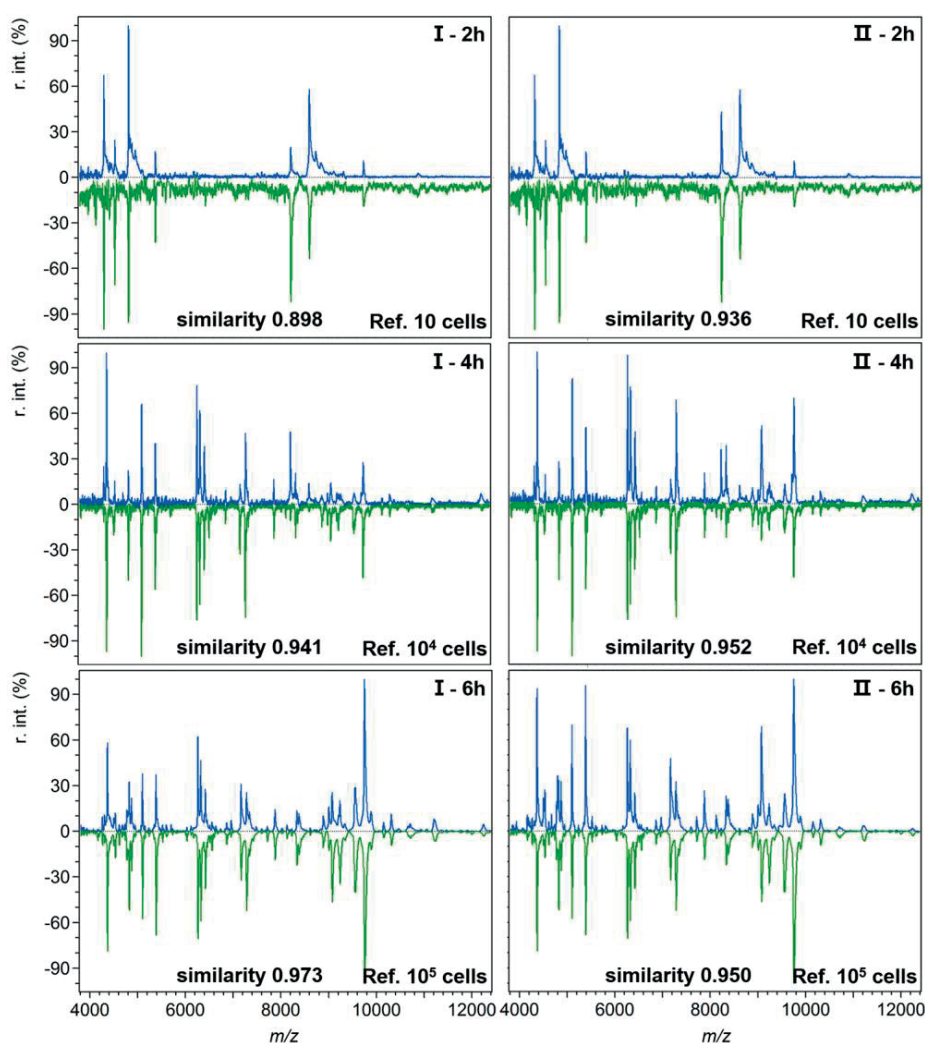 r. int. (%)
90
60
30
0
-30
-60
-90
I - 2h
similarity 0.898
Ref. 10 cells
II - 2h
similarity 0.936
Ref. 10 cells
r. int. (%)
90
60
30
0
-30
-60
-90
I - 4h
similarity 0.941
Ref. 10⁴ cells
II - 4h
similarity 0.952
Ref. 10⁴ cells
r. int. (%)
90
60
30
0
-30
-60
-90
I - 6h
similarity 0.973
Ref. 10⁵ cells
II - 6h
similarity 0.950
Ref. 10⁵ cells
4000 6000 8000 10000 12000
4000 6000 8000 10000 12000
m/z
m/z